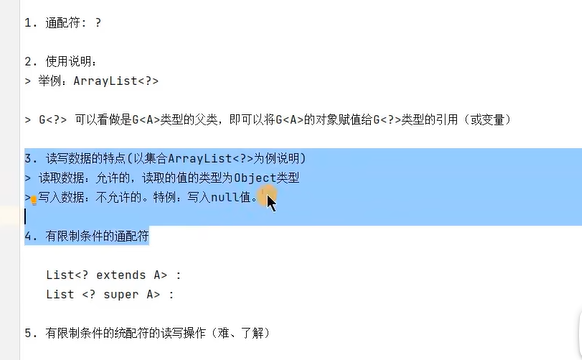 1. 通配符: ?
2. 使用说明:
> 举例: ArrayList<?>
> G<?> 可以看做是G<A>类型的父类，即可以将G<A>的对象赋值给G<?>类型的引用（或变量）
3. 读写数据的特点(以集合ArrayList<?>为例说明)
> 读取数据: 允许的，读取的值的类型为Object类型
> 写入数据: 不允许的。特例: 写入null值。
4. 有限制条件的通配符
List<? extends A> :
List <? super A> :
5. 有限制条件的统配符的读写操作（难、了解）